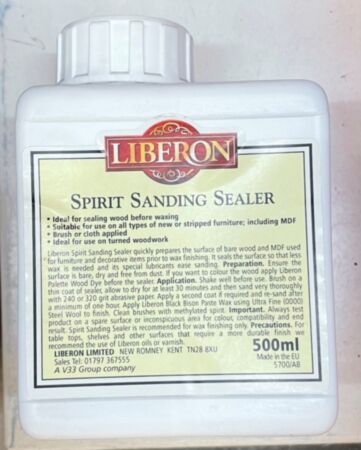 LIBERON
SPIRIT SANDING SEALER
• Ideal for sealing wood before waxing
• Suitable for use on all types of new or stripped furniture; including MDF
• Brush or cloth applied
• Ideal for use on turned woodwork
Liberon Spirit Sanding Sealer quickly prepares the surface of bare wood and MDF used
for furniture and decorative items prior to wax finishing. It seals the surface so that less
wax is needed and its special lubricants ease sanding. Preparation. Ensure the
surface is bare, dry and free from dust. If you want to colour the wood apply Liberon
Palette Wood Dye before the sealer. Application. Shake well before use. Brush on a
thin coat of sealer, allow to dry for at least 30 minutes and then sand very thoroughly
with 240 or 320 grit abrasive paper. Apply a second coat if required and re-sand after
a minimum of one hour. Apply Liberon Black Bison Paste Wax using Ultra Fine (0000)
Steel Wool to finish. Clean brushes with methylated spirit. Important. Always test
product on a spare surface or inconspicuous area for colour, compatibility and end
result. Spirit Sanding Sealer is recommended for wax finishing only. Precautions. For
table tops, shelves and other surfaces that require a more durable finish we
recommend the use of Liberon oils or varnish.
LIBERON LIMITED NEW ROMNEY KENT TN28 8XU
Sales Tel: 01797 367555
A V33 Group company
500ml
Made in the EU
5700/AB